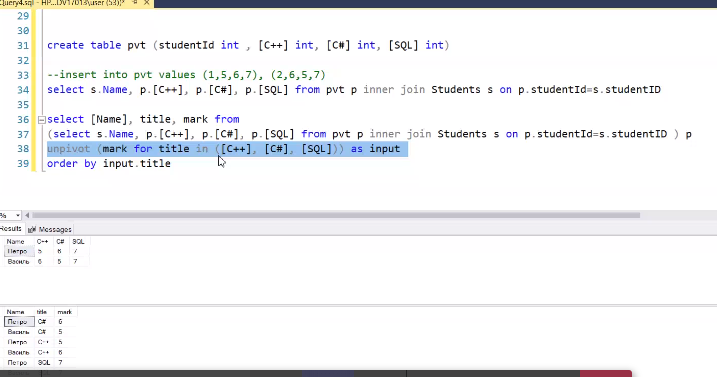 Query4.sql - HP...DV17013\user (53))*
29
30
31 create table pvt (studentId int , [C++] int, [C#] int, [SQL] int)
32
33 --insert into pvt values (1,5,6,7), (2,6,5,7)
34 select s.Name, p.[C++], p.[C#], p.[SQL] from pvt p inner join Students s on p.studentId=s.studentID
35
36 select [Name], title, mark from
37 (select s.Name, p.[C++], p.[C#], p.[SQL] from pvt p inner join Students s on p.studentId=s.studentID ) p
38 unpivot (mark for title in ([C++], [C#], [SQL])) as input
39 order by input.title
%
Results Messages
Name C++ C# SQL
Петро 5 6 7
Василь 6 5 7
Name title mark
Петро C# 6
Василь C# 5
Петро C++ 5
Василь C++ 6
Петро SQL 7